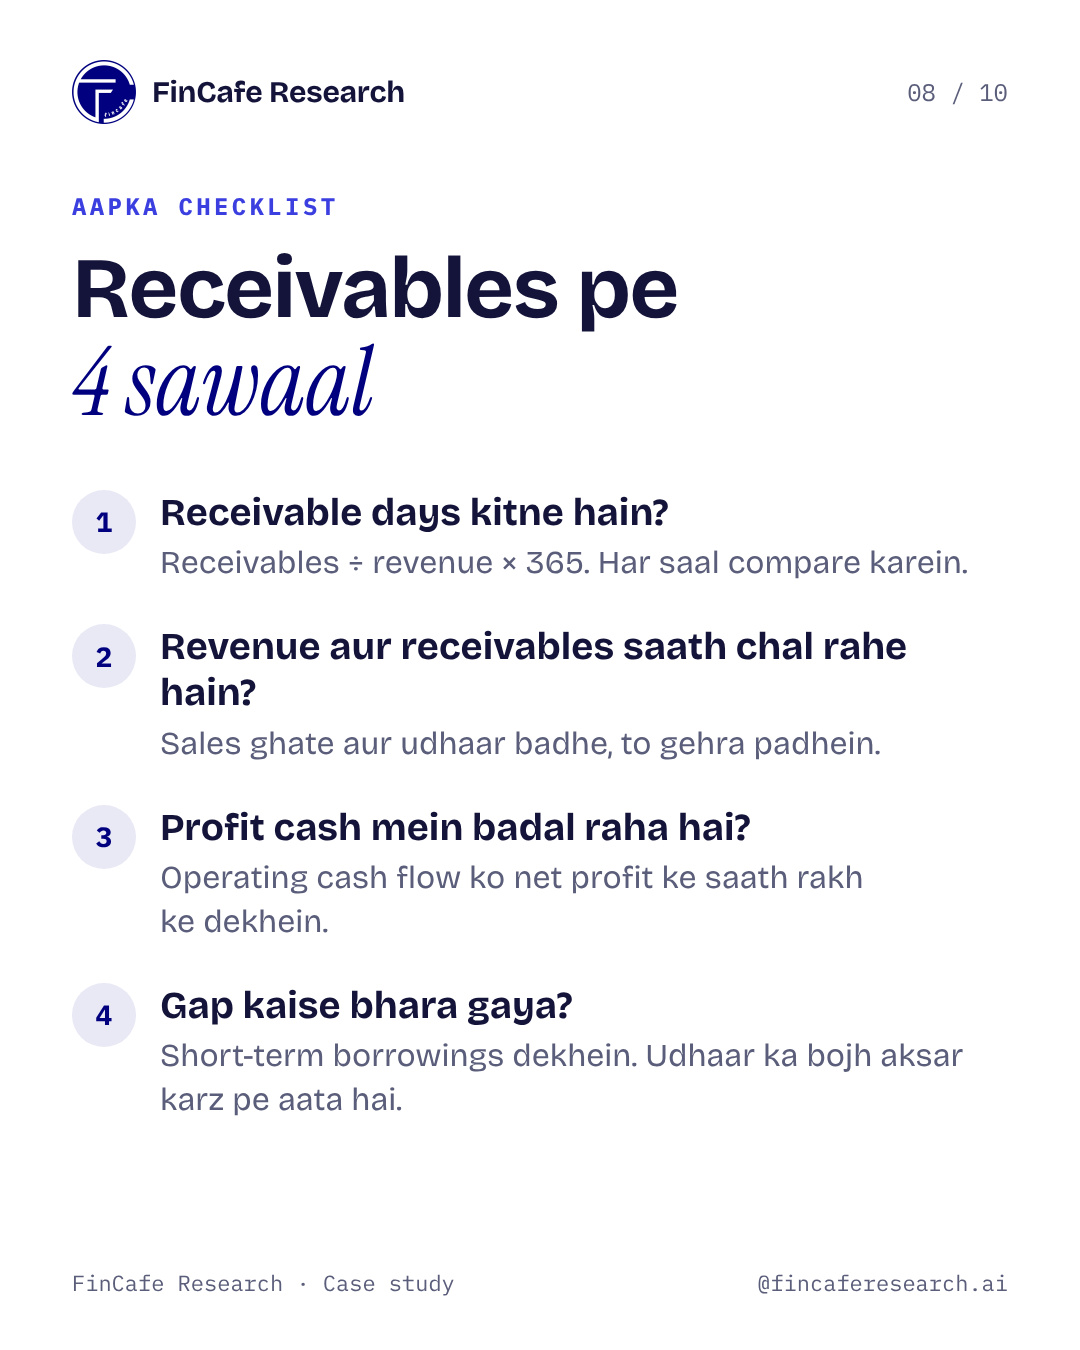 FinCafe Research
08 / 10
AAPKA CHECKLIST
Receivables pe
4 sawaal
1
Receivable days kitne hain?
Receivables ÷ revenue × 365. Har saal compare karein.
2
Revenue aur receivables saath chal rahe
hain?
Sales ghate aur udhaar badhe, to gehra padhein.
3
Profit cash mein badal raha hai?
Operating cash flow ko net profit ke saath rakh
ke dekhein.
4
Gap kaise bhara gaya?
Short-term borrowings dekhein. Udhaar ka bojh aksar
karz pe aata hai.
FinCafe Research · Case study
@fincaferesearch.ai